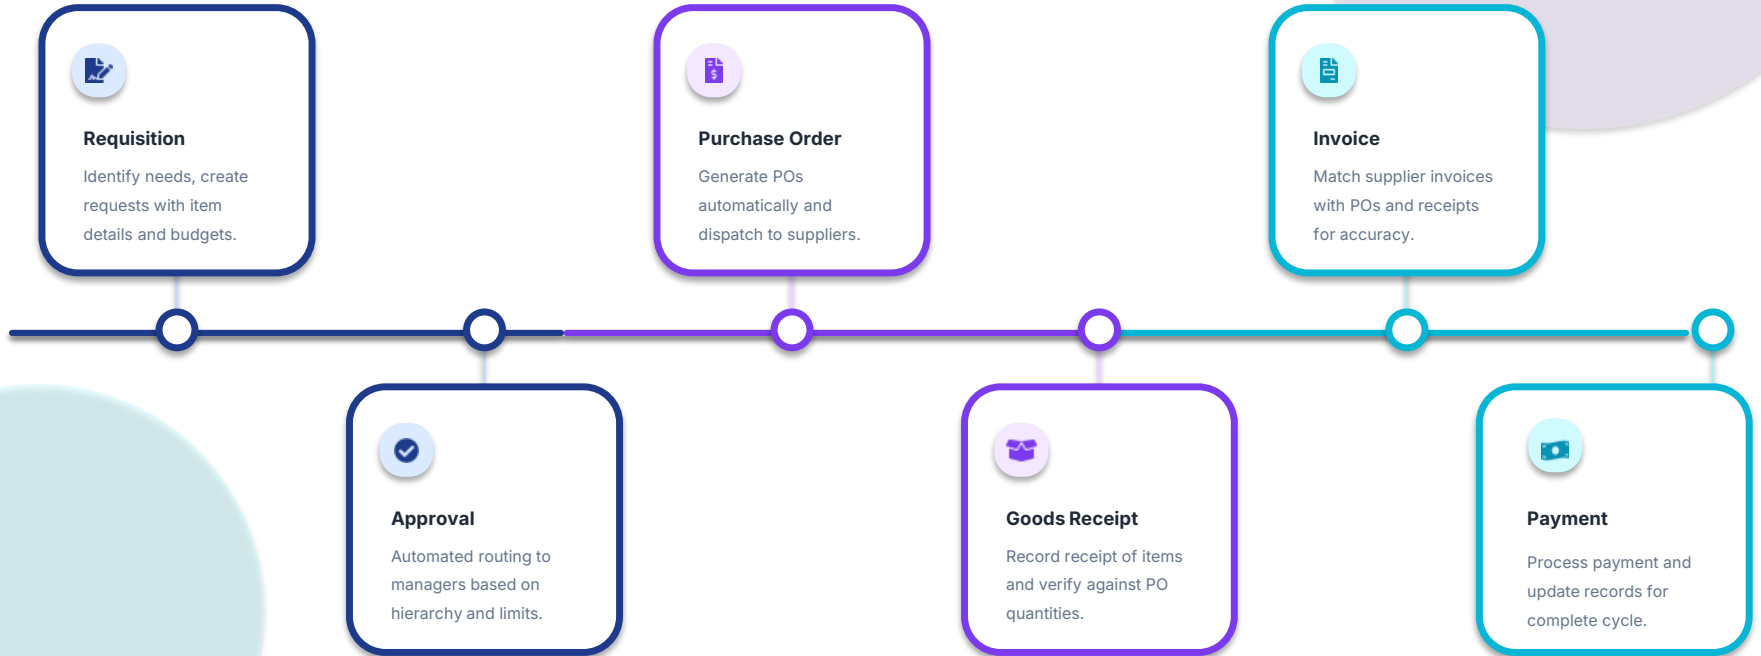 Requisition
Identify needs, create
requests with item
details and budgets.
Purchase Order
Generate POs
automatically and
dispatch to suppliers.
Invoice
Match supplier invoices
with POs and receipts
for accuracy.
Approval
Automated routing to
managers based on
hierarchy and limits.
Goods Receipt
Record receipt of items
and verify against PO
quantities.
Payment
Process payment and
update records for
complete cycle.